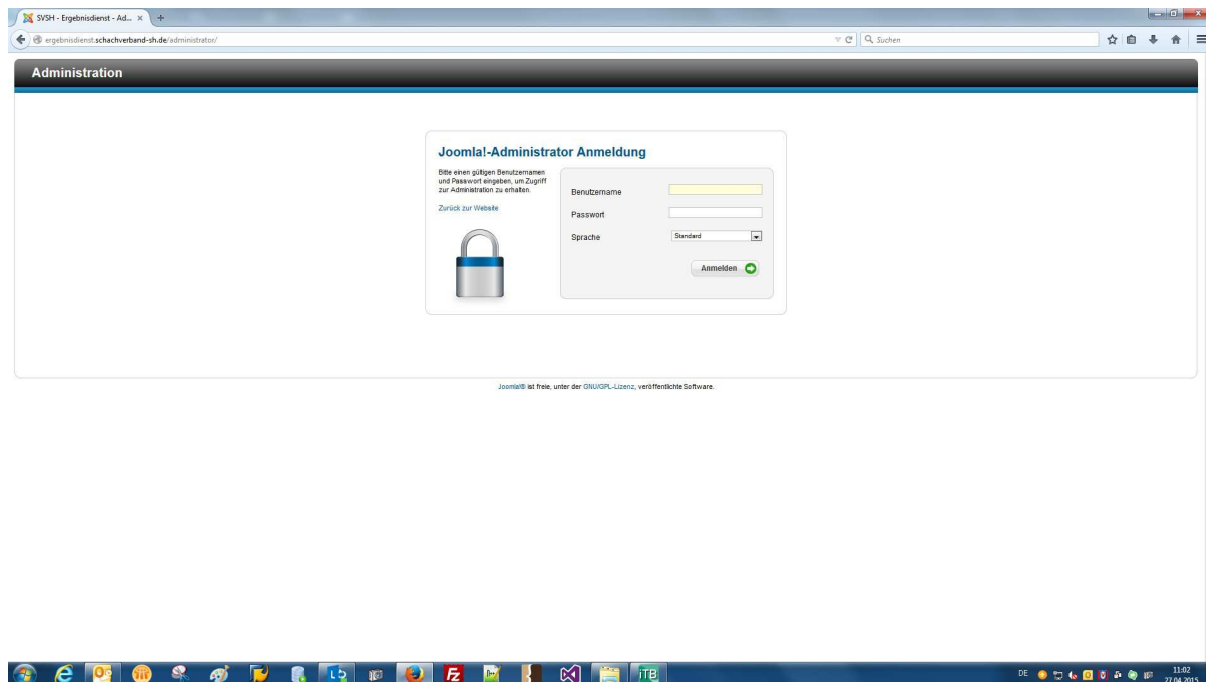 SVSH - Ergebnisdienst - Ad...
ergebnisdienst.schachverband-sh.de/administrator/
Suchen
Administration
Joomla!-Administrator Anmeldung
Bitte einen gültigen Benutzernamen
und Passwort eingeben, um Zugriff
zur Administration zu erhalten.
Zurück zur Website
Benutzername
Passwort
Sprache
Standard
Anmelden
Joomla!® ist freie, unter der GNU/GPL-Lizenz, veröffentlichte Software.
iTB
DE
11:02
27.04.2015